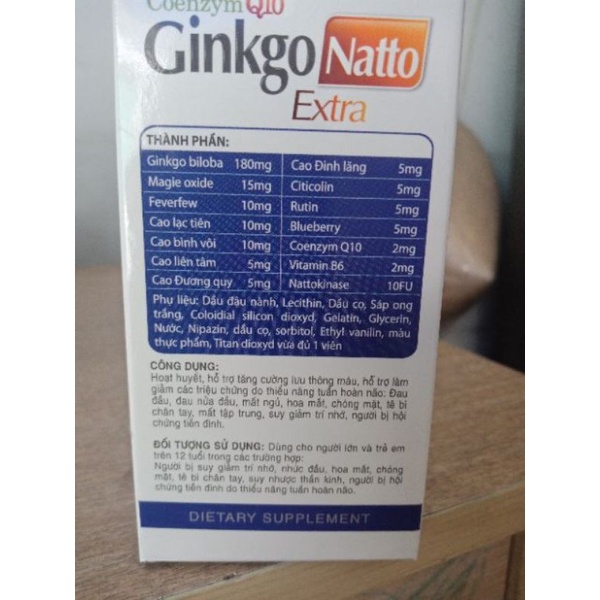 Coenzym Q10
Ginkgo Natto
Extra
THÀNH PHẦN:
Ginkgo biloba 180mg
Magie oxide 15mg
Feverfew 10mg
Cao lạc tiên 10mg
Cao bình vôi 10mg
Cao liên tâm 5mg
Cao Đương quy 5mg
Cao Đinh lăng 5mg
Citicolin 5mg
Rutin 5mg
Blueberry 5mg
Coenzym Q10 2mg
Vitamin B6 2mg
Nattokinase 10FU
Phụ liệu: Dầu đậu nành, Lecithin, Dầu cọ, Sáp ong
trắng, Coloidial silicon dioxyd, Gelatin, Glycerin,
Nước, Nipazin, dầu cọ, sorbitol, Ethyl vanilin, màu
thực phẩm, Titan dioxyd vừa đủ 1 viên
CÔNG DỤNG:
Hoạt huyết, hỗ trợ tăng cường lưu thông máu, hỗ trợ làm
giảm các triệu chứng do thiểu năng tuần hoàn não: Đau
đầu, đau nửa đầu, mất ngủ, hoa mắt, chóng mặt, tê bì
chân tay, mất tập trung, suy giảm trí nhớ, người bị hội
chứng tiền đình.
ĐỐI TƯỢNG SỬ DỤNG: Dùng cho người lớn và trẻ em
trên 12 tuổi trong các trường hợp:
Người bị suy giảm trí nhớ, nhức đầu, hoa mắt, chóng
mặt, tê bì chân tay, suy nhược thần kinh, người bị hội
chứng tiền đình do thiểu năng tuần hoàn não.
DIETARY SUPPLEMENT